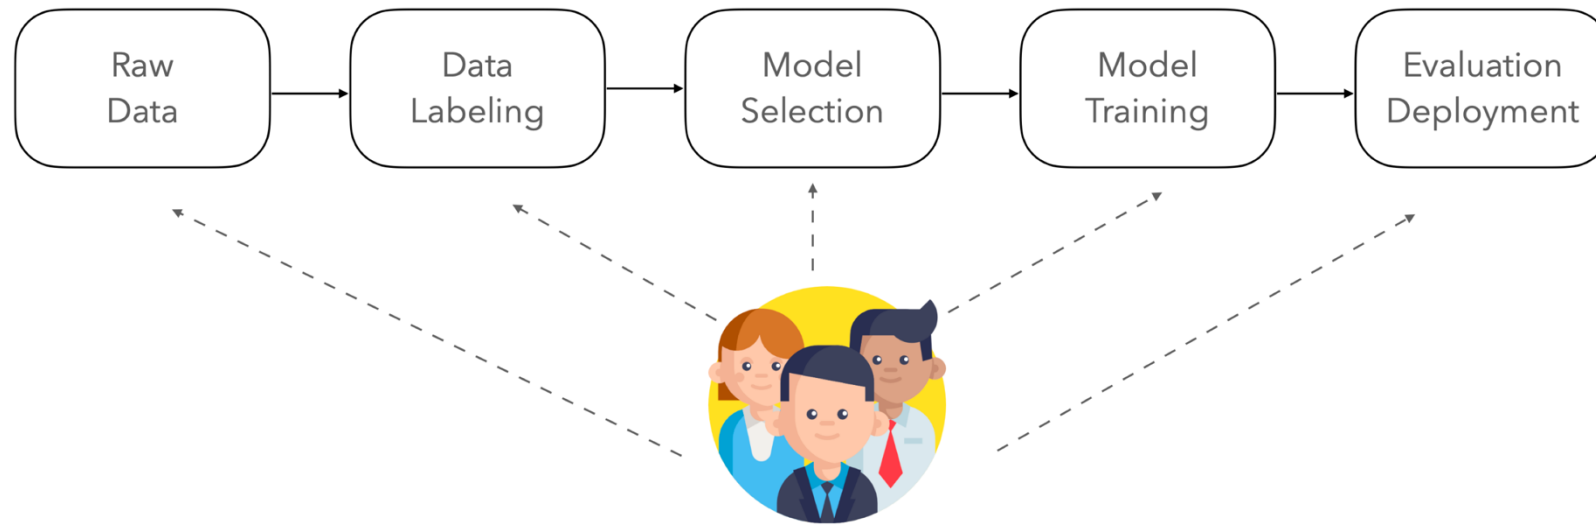 Raw
Data
Data
Labeling
Model
Selection
Model
Training
Evaluation
Deployment